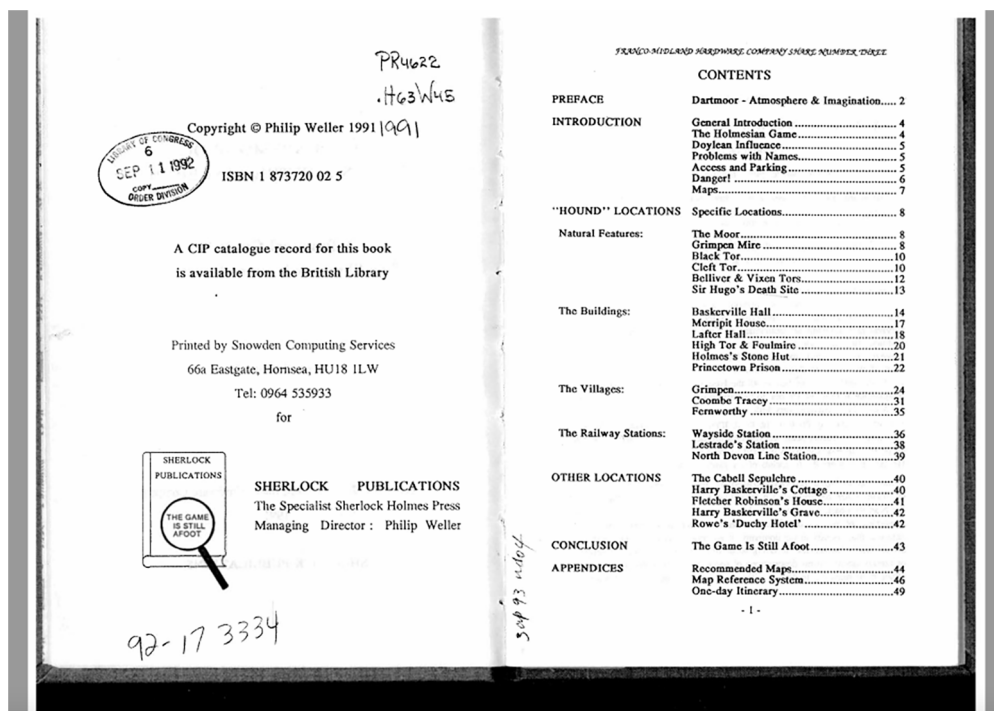 PR4622
.H63W45
Copyright © Philip Weller 1991 1991
LIBRARY OF CONGRESS
6
SEP 11 1992
COPY
ORDER DIVISION
ISBN 1 873720 02 5
A CIP catalogue record for this book
is available from the British Library
Printed by Snowden Computing Services
66a Eastgate, Hornsea, HU18 1LW
Tel: 0964 535933
for
SHERLOCK
PUBLICATIONS
THE GAME
IS STILL
AFOOT
SHERLOCK PUBLICATIONS
The Specialist Sherlock Holmes Press
Managing Director : Philip Weller
92-17 3334
FRANCO-MIDLAND HARDWARE COMPANY SHARE NUMBER THREE
CONTENTS
PREFACE Dartmoor - Atmosphere & Imagination..... 2
INTRODUCTION General Introduction ........ 4
The Holmesian Game........ 4
Doylean Influence........ 5
Problems with Names........ 5
Access and Parking........ 5
Danger! ........ 6
Maps........ 7
"HOUND" LOCATIONS Specific Locations........ 8
Natural Features: The Moor........ 8
Grimpen Mire ........ 8
Black Tor........10
Cleft Tor........10
Belliver & Vixen Tors........12
Sir Hugo's Death Site ........13
The Buildings: Baskerville Hall ........14
Merripit House........17
Lafter Hall........18
High Tor & Foulmire ........20
Holmes's Stone Hut ........21
Princetown Prison........22
The Villages: Grimpen........24
Coombe Tracey........31
Fernworthy ........35
The Railway Stations: Wayside Station........36
Lestrade's Station ........38
North Devon Line Station........39
OTHER LOCATIONS The Cabell Sepulchre ........40
Harry Baskerville's Cottage ........40
Fletcher Robinson's House........41
Harry Baskerville's Grave........42
Rowe's 'Duchy Hotel' ........42
CONCLUSION The Game Is Still Afoot........43
APPENDICES Recommended Maps........44
Map Reference System........46
One-day Itinerary........49
- 1 -